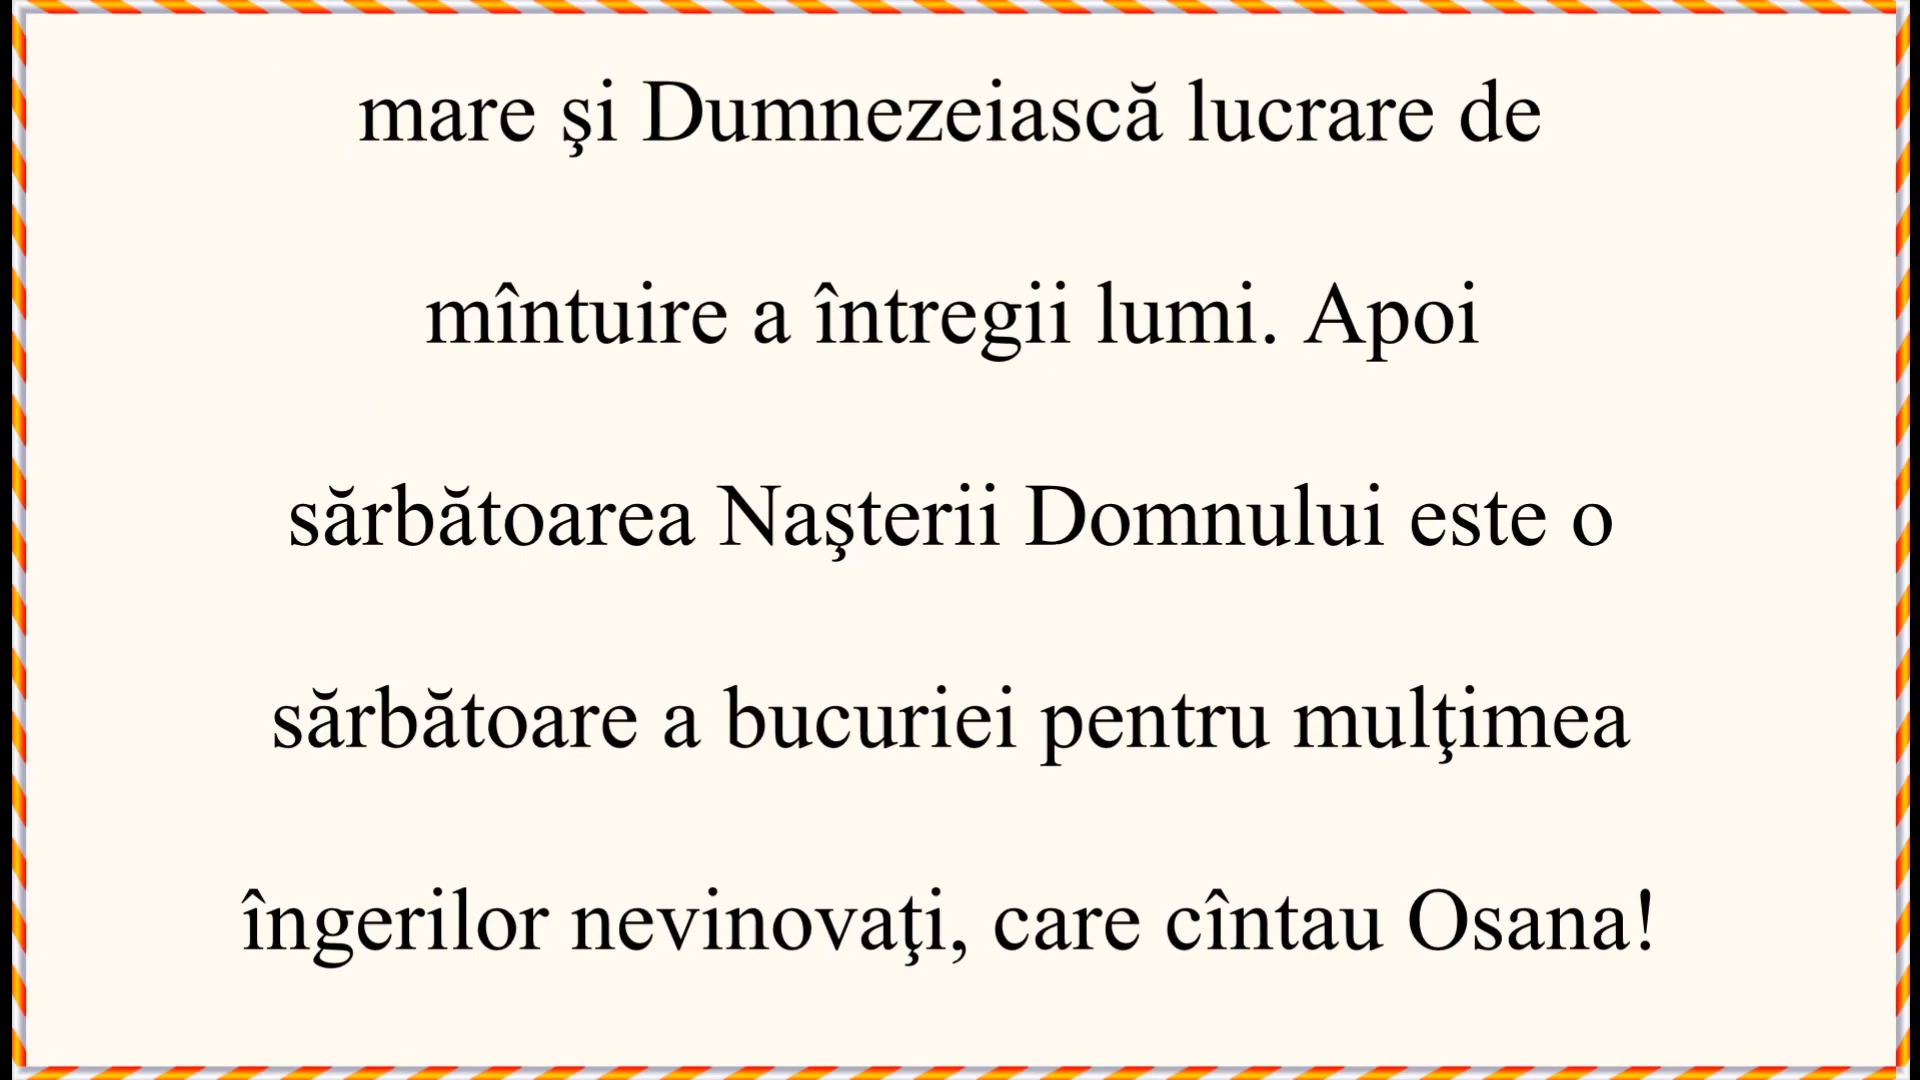 mare şi Dumnezeiască lucrare de
mîntuire a întregii lumi. Apoi
sărbătoarea Naşterii Domnului este o
sărbătoare a bucuriei pentru mulţimea
îngerilor nevinovaţi, care cîntau Osana!